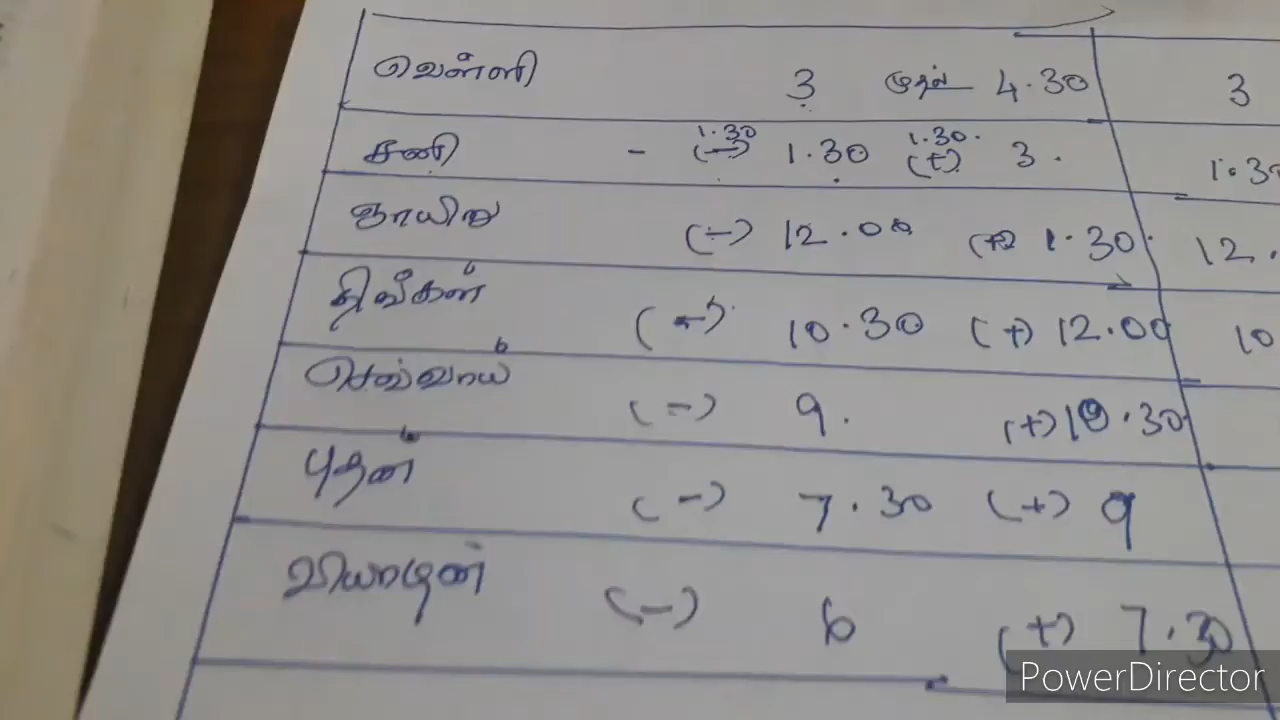 வெள்ளி 3 முதல் 4.30 3
1.30 1.30.
சனி - (-) 1.30 (+) 3. 1.30
ஞாயிறு (-) 12.00 (+) 1.30 12.
திங்கள் (-) 10.30 (+) 12.00 10
செவ்வாய் (-) 9. (+) 10.30
புதன் (-) 7.30 (+) 9
வியாழன் (-) 6 (+) 7.30
PowerDirector